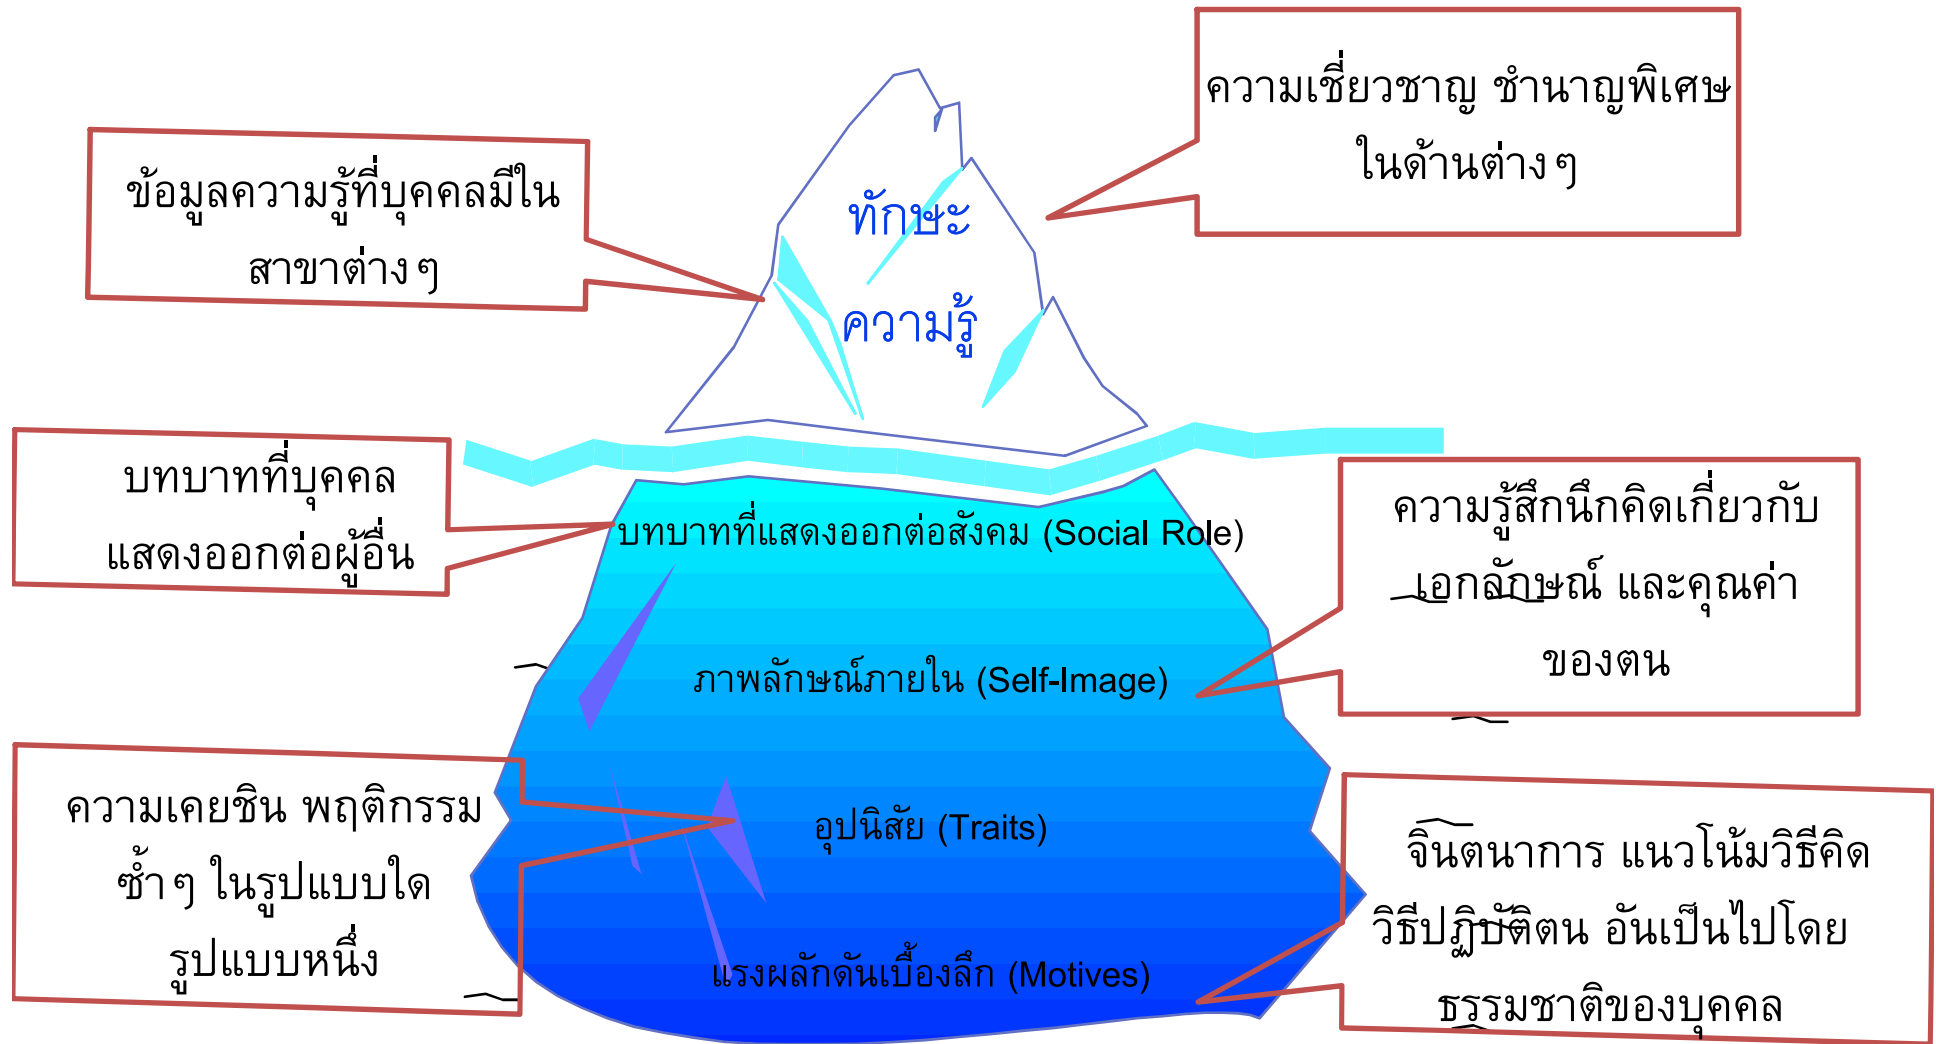 ความเชี่ยวชาญ ชำนาญพิเศษ
ในด้านต่างๆ
ข้อมูลความรู้ที่บุคคลมีใน
สาขาต่างๆ
ทักษะ
ความรู้
บทบาทที่บุคคล
แสดงออกต่อผู้อื่น
บทบาทที่แสดงออกต่อสังคม (Social Role)
ความรู้สึกนึกคิดเกี่ยวกับ
เอกลักษณ์ และคุณค่า
ของตน
ภาพลักษณ์ภายใน (Self-Image)
ความเคยชิน พฤติกรรม
ซ้ำๆ ในรูปแบบใด
รูปแบบหนึ่ง
อุปนิสัย (Traits)
จินตนาการ แนวโน้มวิธีคิด
วิธีปฏิบัติตน อันเป็นไปโดย
ธรรมชาติของบุคคล
แรงผลักดันเบื้องลึก (Motives)